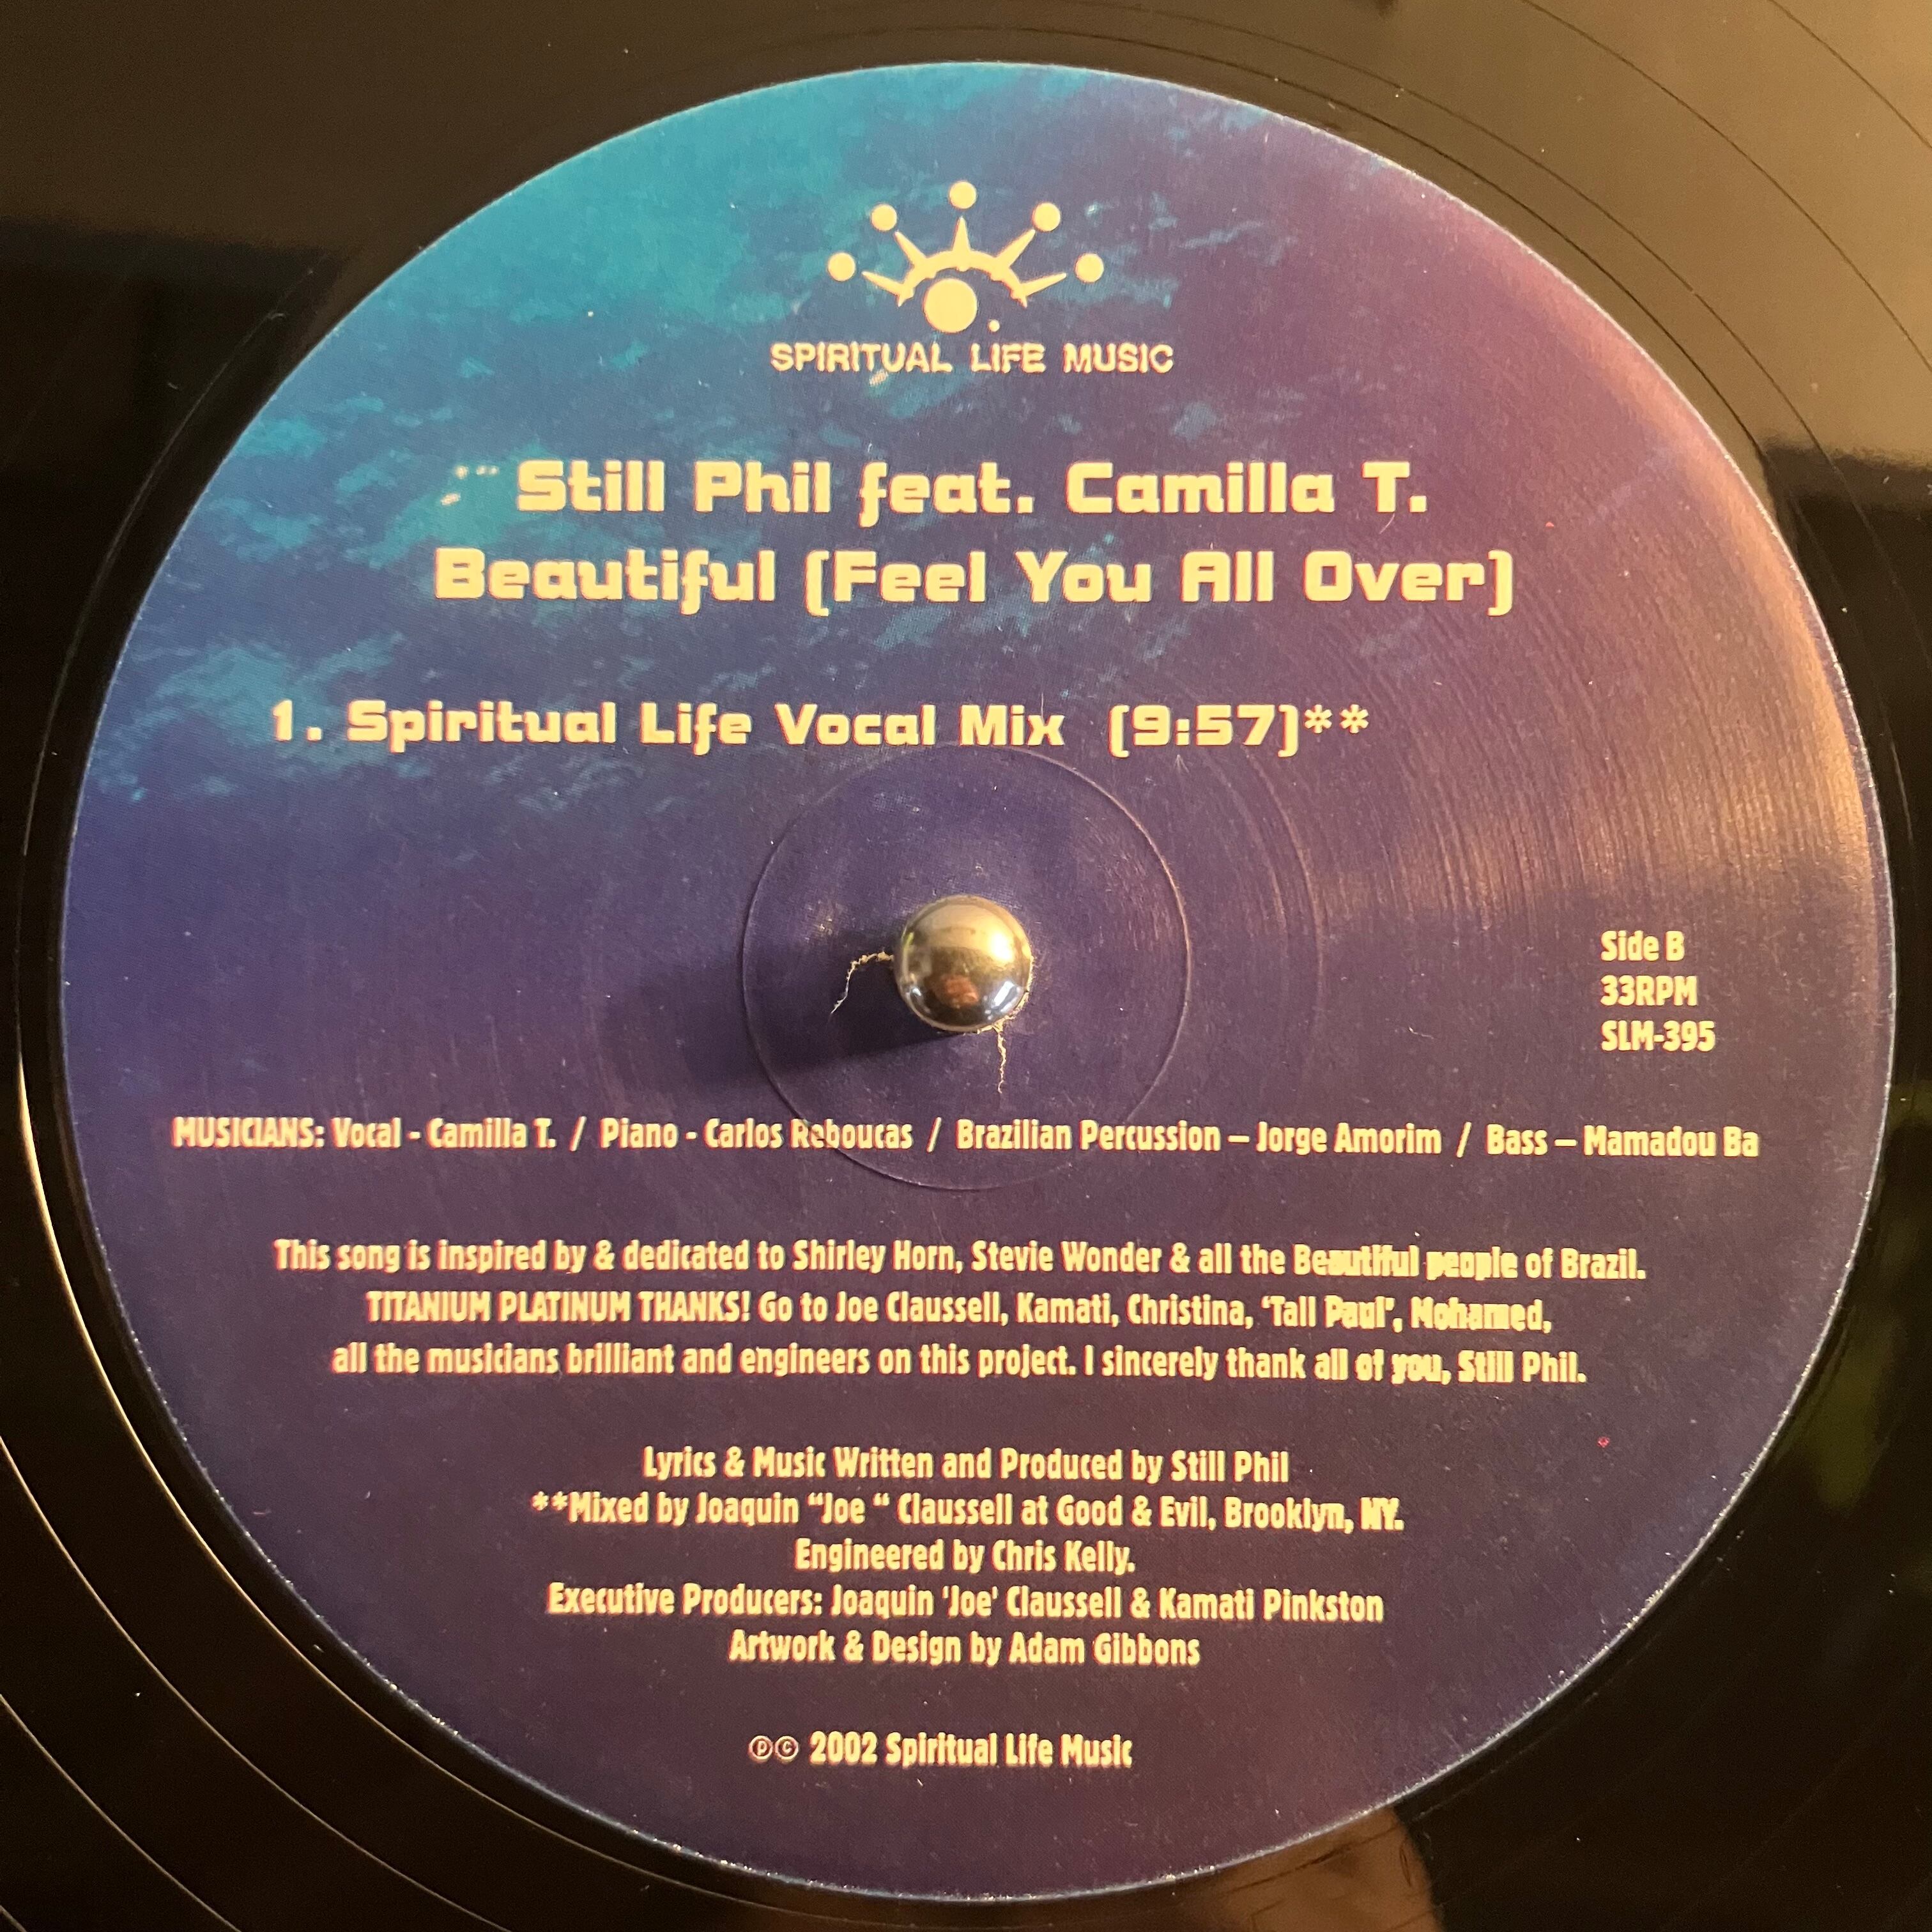 SPIRITUAL LIFE MUSIC
Still Phil feat. Camilla T.
Beautiful (Feel You All Over)
1. Spiritual Life Vocal Mix (9:57)**
Side B
33RPM
SLM-395
MUSICIANS: Vocal - Camilla T. / Piano - Carlos Reboucas / Brazilian Percussion – Jorge Amorim / Bass – Mamadou Ba
This song is inspired by & dedicated to Shirley Horn, Stevie Wonder & all the Beautiful people of Brazil.
TITANIUM PLATINUM THANKS! Go to Joe Claussell, Kamati, Christina, ‘Tall Paul’, Mohamed,
all the musicians brilliant and engineers on this project. I sincerely thank all of you, Still Phil.
Lyrics & Music Written and Produced by Still Phil
**Mixed by Joaquin “Joe “ Claussell at Good & Evil, Brooklyn, NY.
Engineered by Chris Kelly.
Executive Producers: Joaquin 'Joe' Claussell & Kamati Pinkston
Artwork & Design by Adam Gibbons
℗© 2002 Spiritual Life Music